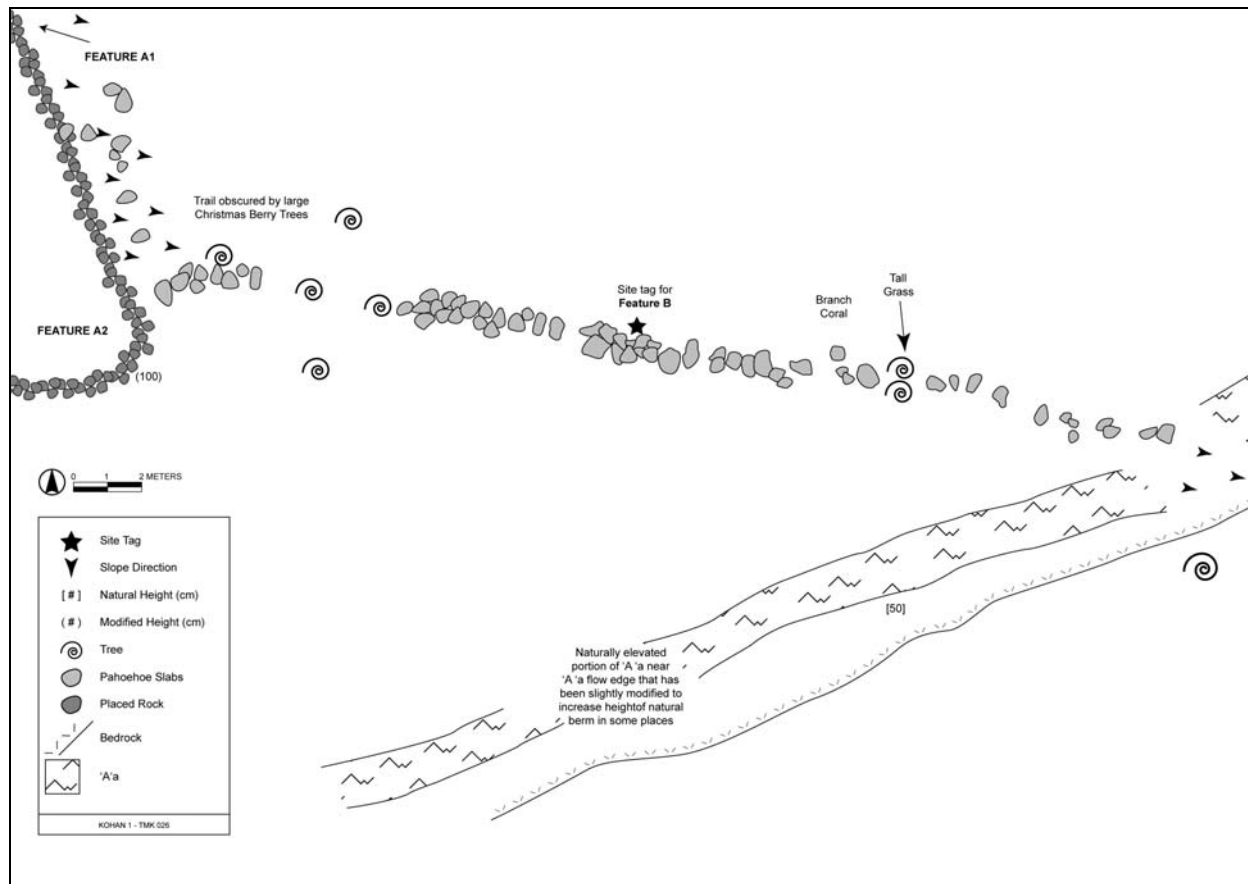 FEATURE A1
Trail obscured by large
Christmas Berry Trees
Site tag for
Feature B
Branch
Coral
Tall
Grass
FEATURE A2
(100)
0 1 2 METERS
[50]
Naturally elevated
portion of ‘A ‘a near
‘A ‘a flow edge that has
been slightly modified to
increase heightof natural
berm in some places
Site Tag
Slope Direction
[ # ] Natural Height (cm)
( # ) Modified Height (cm)
Tree
Pahoehoe Slabs
Placed Rock
Bedrock
‘A‘a
KOHAN 1 - TMK 026